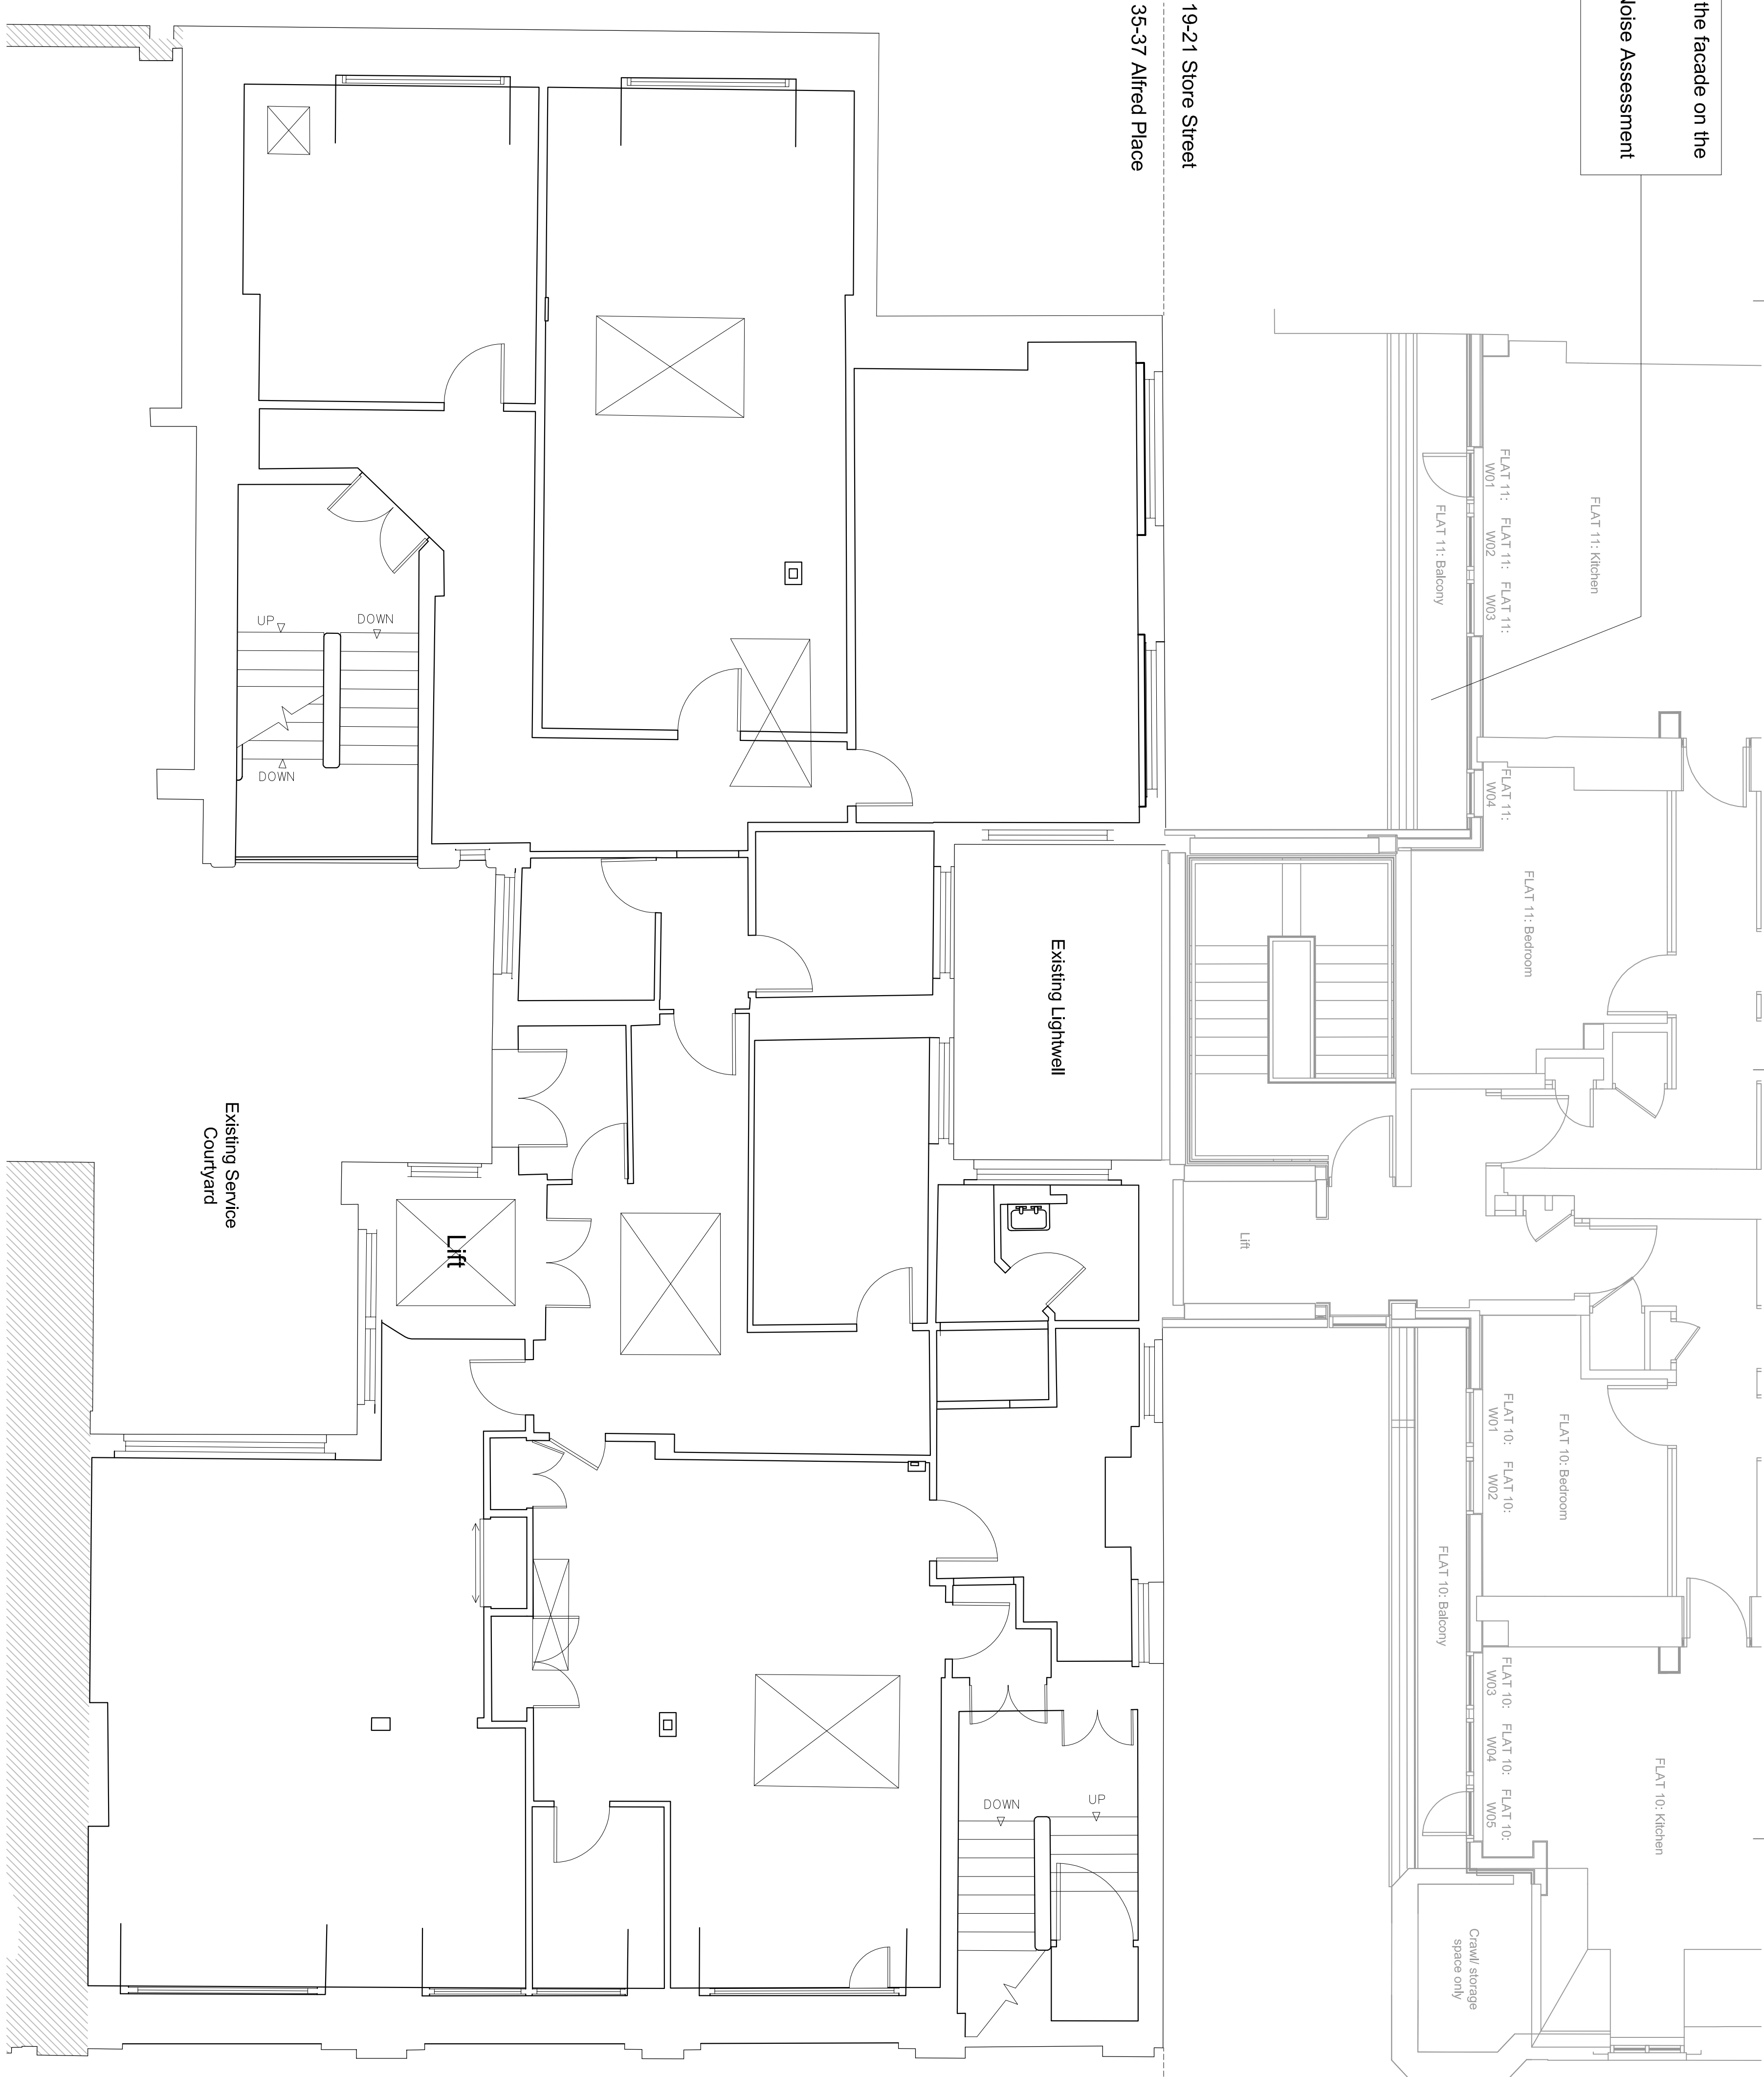 the facade on the
Noise Assessment
19-21 Store Street
35-37 Alfred Place
FLAT 11: Kitchen
FLAT 11:
W01
FLAT 11:
W02
FLAT 11:
W03
FLAT 11:
W04
FLAT 11: Balcony
FLAT 11: Bedroom
Lift
FLAT 10: Bedroom
FLAT 10:
W01
FLAT 10:
W02
FLAT 10: Balcony
FLAT 10: Kitchen
FLAT 10:
W03
FLAT 10:
W04
FLAT 10:
W05
Crawl/ storage
space only
Existing Lightwell
Existing Service
Courtyard
Lift
UP
DOWN
DOWN
DOWN
UP